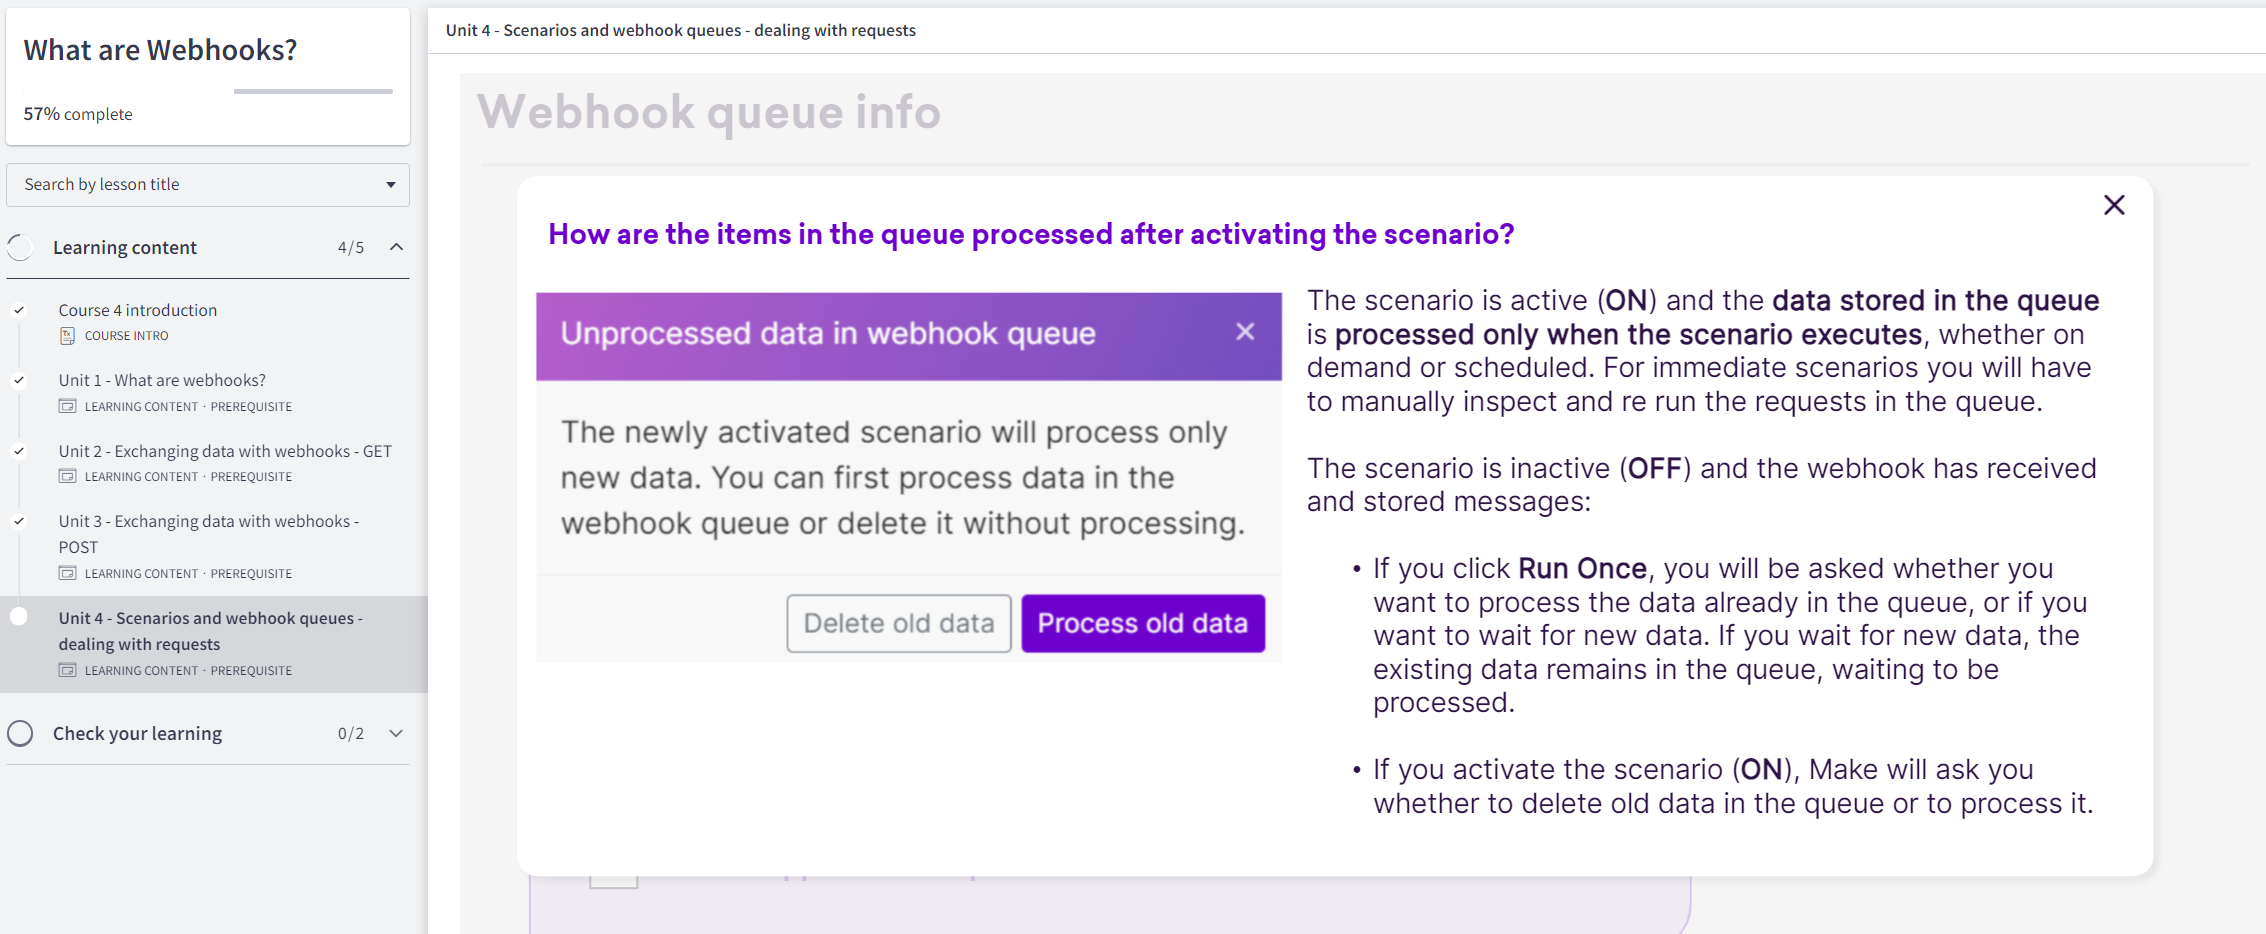 What are Webhooks?
57% complete
Search by lesson title
Learning content 4/5
Course 4 introduction
COURSE INTRO
Unit 1 - What are webhooks?
LEARNING CONTENT · PREREQUISITE
Unit 2 - Exchanging data with webhooks - GET
LEARNING CONTENT · PREREQUISITE
Unit 3 - Exchanging data with webhooks -
POST
LEARNING CONTENT · PREREQUISITE
Unit 4 - Scenarios and webhook queues -
dealing with requests
LEARNING CONTENT · PREREQUISITE
Check your learning 0/2
Unit 4 - Scenarios and webhook queues - dealing with requests
Webhook queue info
How are the items in the queue processed after activating the scenario?
Unprocessed data in webhook queue
The newly activated scenario will process only
new data. You can first process data in the
webhook queue or delete it without processing.
Delete old data
Process old data
The scenario is active (ON) and the data stored in the queue
is processed only when the scenario executes, whether on
demand or scheduled. For immediate scenarios you will have
to manually inspect and re run the requests in the queue.
The scenario is inactive (OFF) and the webhook has received
and stored messages:
• If you click Run Once, you will be asked whether you
want to process the data already in the queue, or if you
want to wait for new data. If you wait for new data, the
existing data remains in the queue, waiting to be
processed.
• If you activate the scenario (ON), Make will ask you
whether to delete old data in the queue or to process it.